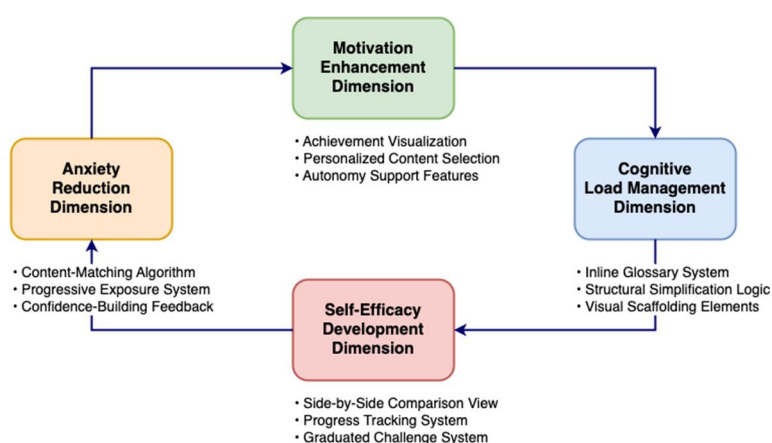 Motivation
Enhancement
Dimension
• Achievement Visualization
• Personalized Content Selection
• Autonomy Support Features
Anxiety
Reduction
Dimension
• Content-Matching Algorithm
• Progressive Exposure System
• Confidence-Building Feedback
Cognitive
Load Management
Dimension
• Inline Glossary System
• Structural Simplification Logic
• Visual Scaffolding Elements
Self-Efficacy
Development
Dimension
• Side-by-Side Comparison View
• Progress Tracking System
• Graduated Challenge System